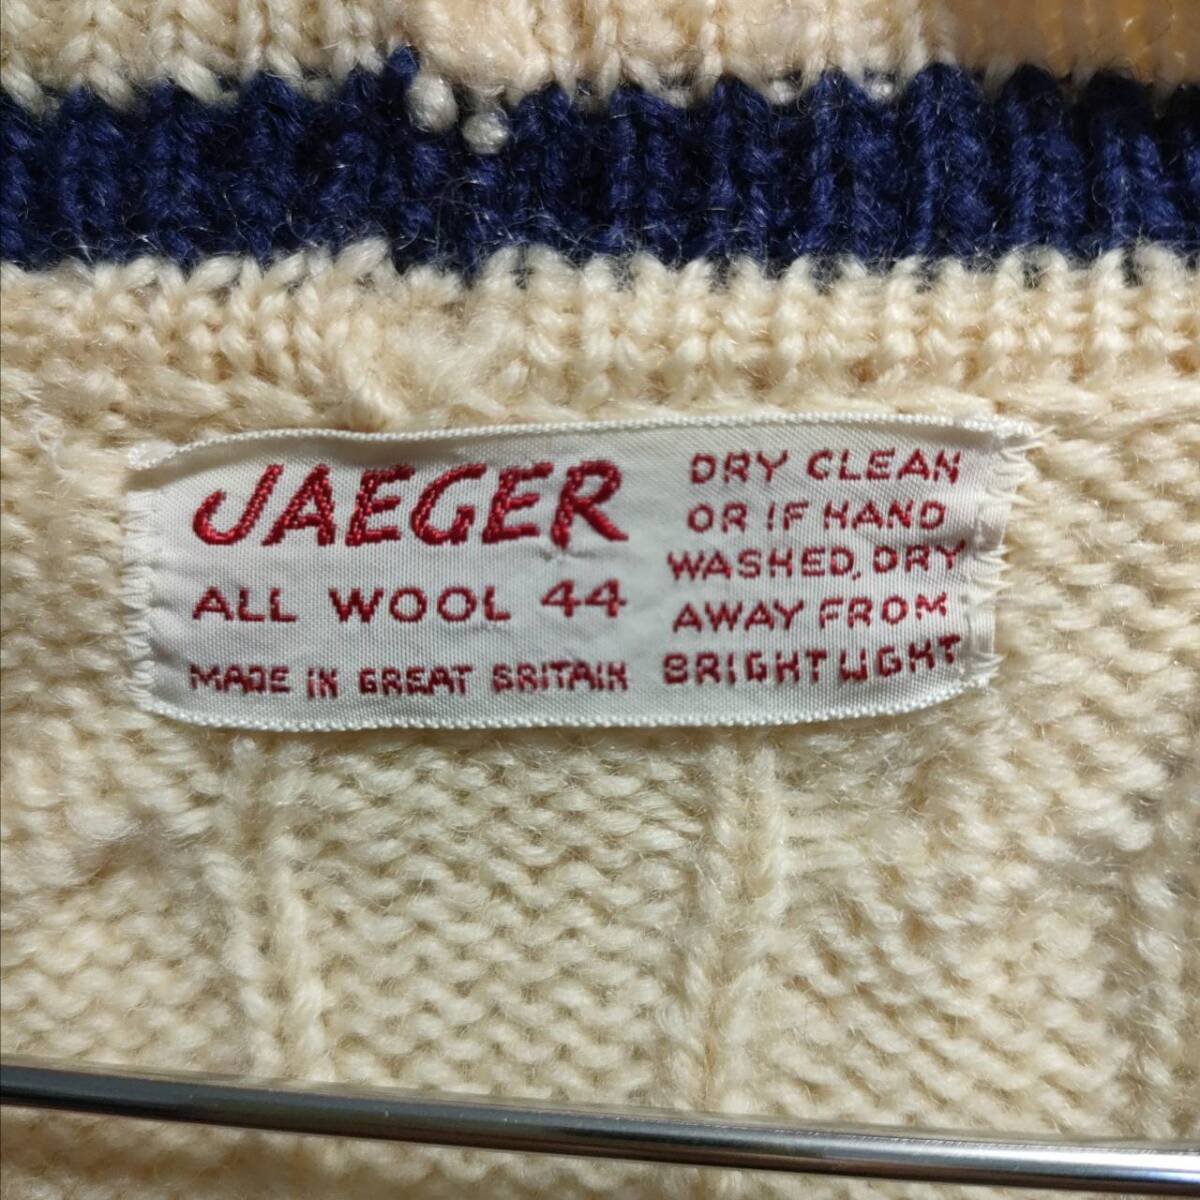 JAEGER
ALL WOOL 44
MADE IN GREAT BRITAIN
DRY CLEAN
OR IF HAND
WASHED, DRY
AWAY FROM
BRIGHT LIGHT